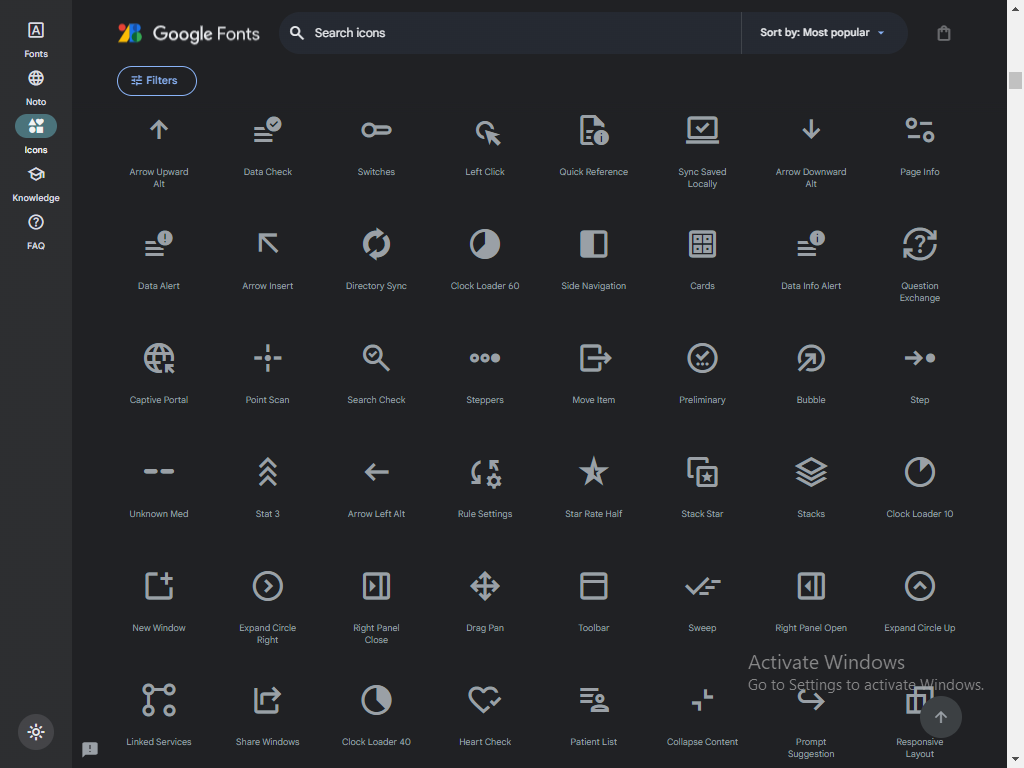 Google Fonts
Search icons
Sort by: Most popular
Fonts
Noto
Icons
Knowledge
FAQ
Filters
Arrow Upward Alt
Data Check
Switches
Left Click
Quick Reference
Sync Saved Locally
Arrow Downward Alt
Page Info
Data Alert
Arrow Insert
Directory Sync
Clock Loader 60
Side Navigation
Cards
Data Info Alert
Question Exchange
Captive Portal
Point Scan
Search Check
Steppers
Move Item
Preliminary
Bubble
Step
Unknown Med
Stat 3
Arrow Left Alt
Rule Settings
Star Rate Half
Stack Star
Stacks
Clock Loader 10
New Window
Expand Circle Right
Right Panel Close
Drag Pan
Toolbar
Sweep
Right Panel Open
Expand Circle Up
Activate Windows
Go to Settings to activate Windows.
Linked Services
Share Windows
Clock Loader 40
Heart Check
Patient List
Collapse Content
Prompt Suggestion
Responsive Layout